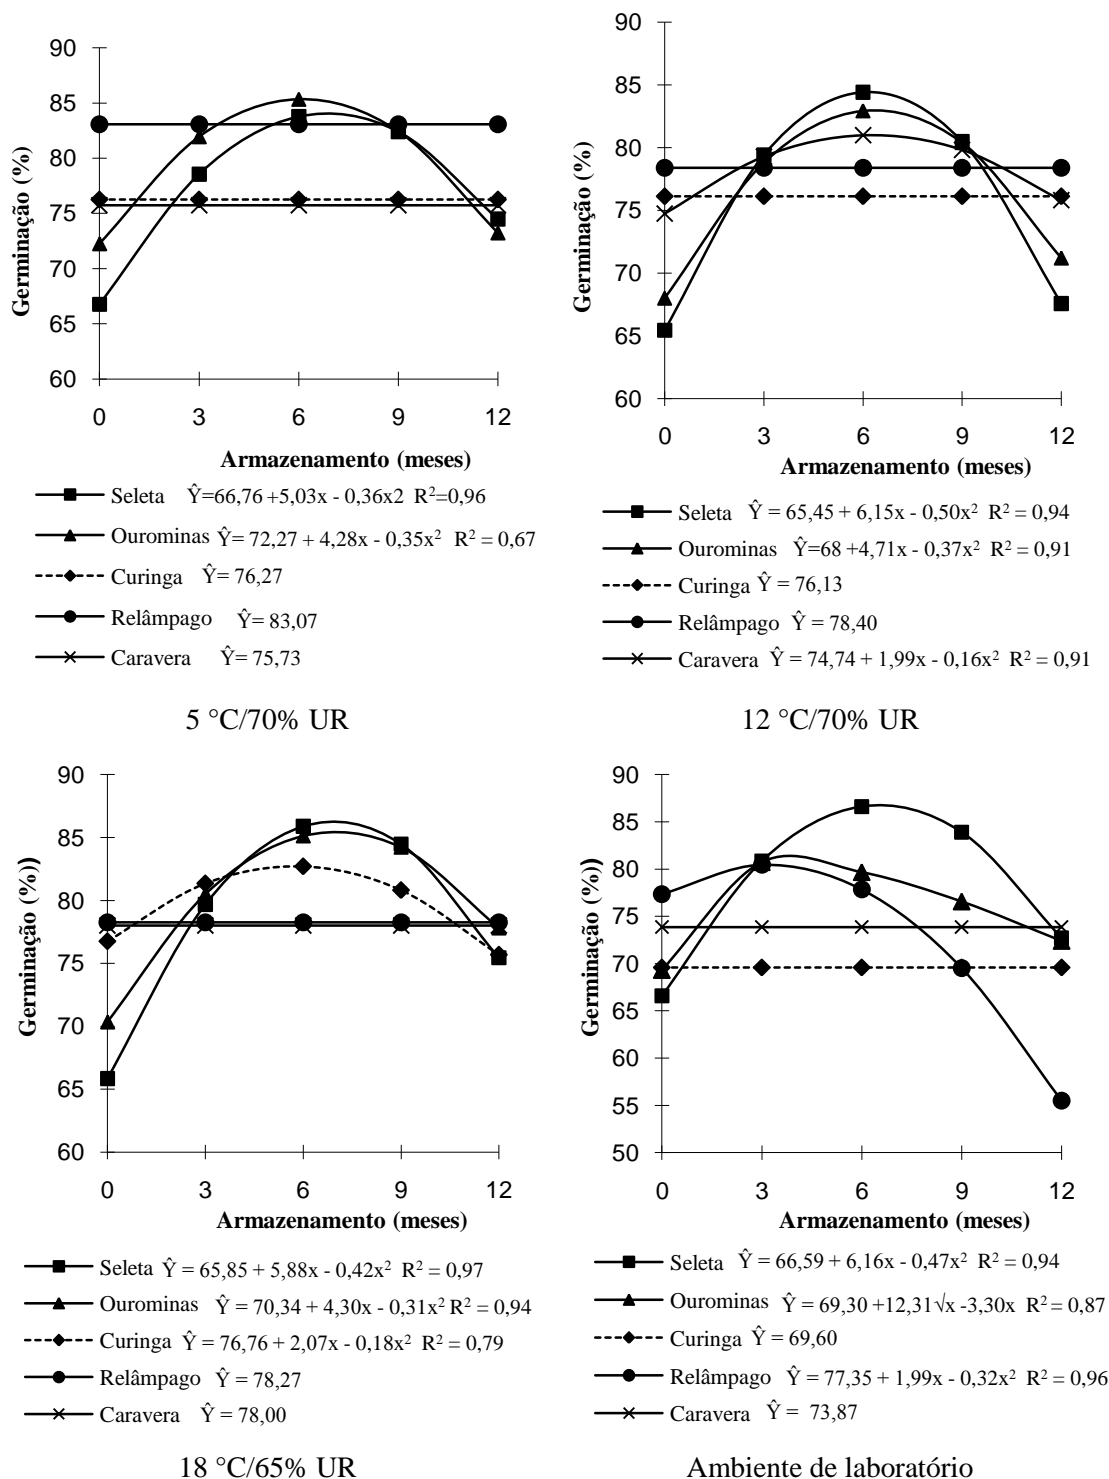 90
85
80
75
70
65
60
Germinação (%)
0 3 6 9 12
Armazenamento (meses)
Seleta Ŷ=66,76 +5,03x - 0,36x2 R²=0,96
Ourominas Ŷ= 72,27 + 4,28x - 0,35x² R² = 0,67
Curinga Ŷ= 76,27
Relâmpago Ŷ= 83,07
Caravera Ŷ= 75,73
5 °C/70% UR
90
85
80
75
70
65
60
Germinação (%)
0 3 6 9 12
Armazenamento (meses)
Seleta Ŷ = 65,45 + 6,15x - 0,50x² R² = 0,94
Ourominas Ŷ=68 +4,71x - 0,37x² R² = 0,91
Curinga Ŷ = 76,13
Relâmpago Ŷ = 78,40
Caravera Ŷ = 74,74 + 1,99x - 0,16x² R² = 0,91
12 °C/70% UR
90
85
80
75
70
65
60
Germinação (%))
0 3 6 9 12
Armazenamento (meses)
Seleta Ŷ = 65,85 + 5,88x - 0,42x² R² = 0,97
Ourominas Ŷ = 70,34 + 4,30x - 0,31x² R² = 0,94
Curinga Ŷ = 76,76 + 2,07x - 0,18x² R² = 0,79
Relâmpago Ŷ = 78,27
Caravera Ŷ = 78,00
18 °C/65% UR
90
85
80
75
70
65
60
55
50
Germinação (%)
0 3 6 9 12
Armazenamento (meses)
Seleta Ŷ = 66,59 + 6,16x - 0,47x² R² = 0,94
Ourominas Ŷ = 69,30 +12,31√x -3,30x R² = 0,87
Curinga Ŷ = 69,60
Relâmpago Ŷ = 77,35 + 1,99x - 0,32x² R² = 0,96
Caravera Ŷ = 73,87
Ambiente de laboratório